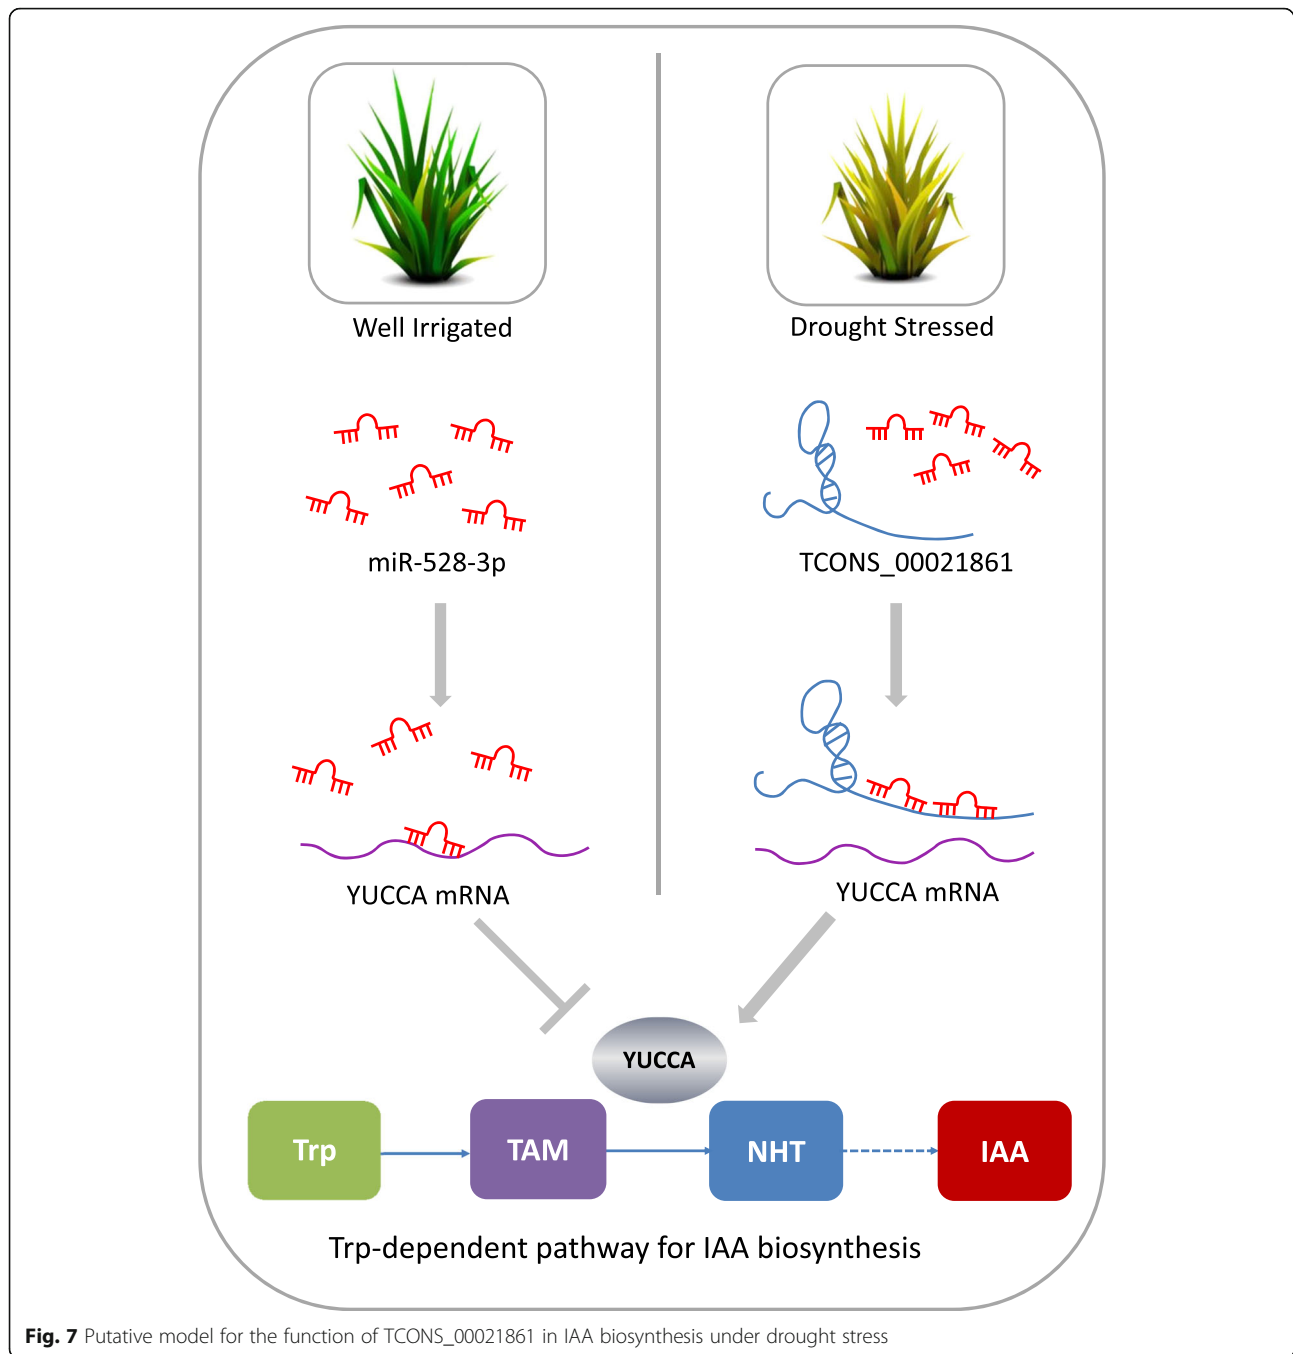 Well Irrigated
Drought Stressed
miR-528-3p
TCONS_00021861
YUCCA mRNA
YUCCA mRNA
YUCCA
Trp
TAM
NHT
IAA
Trp-dependent pathway for IAA biosynthesis
Fig. 7 Putative model for the function of TCONS_00021861 in IAA biosynthesis under drought stress